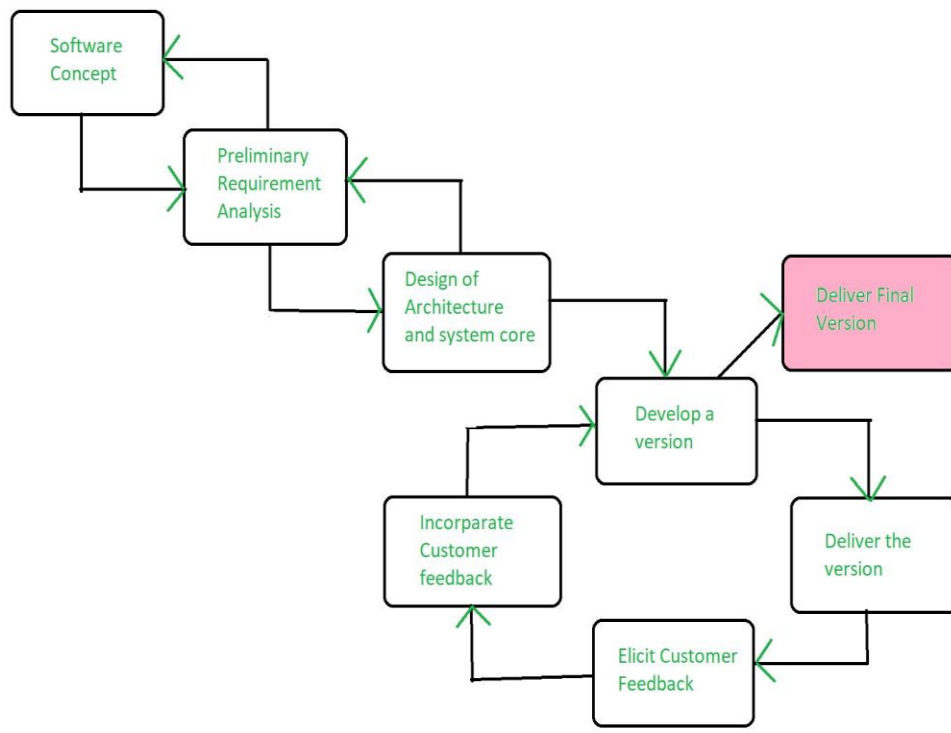 Software
Concept
Preliminary
Requirement
Analysis
Design of
Architecture
and system core
Deliver Final
Version
Develop a
version
Incorparate
Customer
feedback
Deliver the
version
Elicit Customer
Feedback